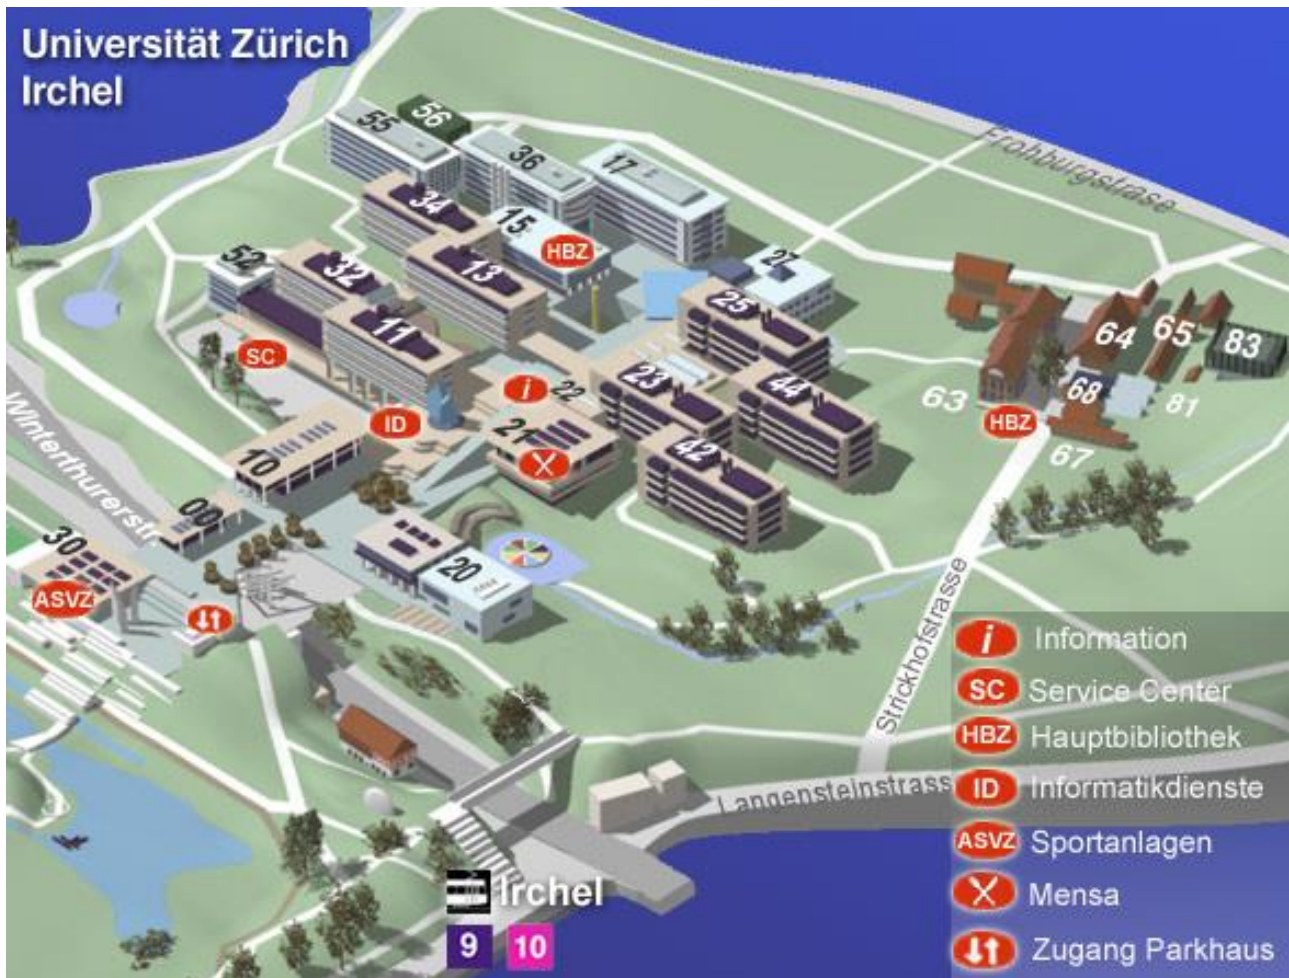 Universität Zürich
Irchel
56
55
36
17
Frohburgstrase
34
15
HBZ
52
32
13
27
25
64
65
83
11
SC
i
22
23
44
68
63
81
HBZ
ID
21
42
67
Winterthurerstr.
10
00
30
20
ASVZ
Strickhofstrasse
Langensteinstrass
i Information
SC Service Center
HBZ Hauptbibliothek
ID Informatikdienste
ASVZ Sportanlagen
Mensa
Zugang Parkhaus
Irchel
9 10